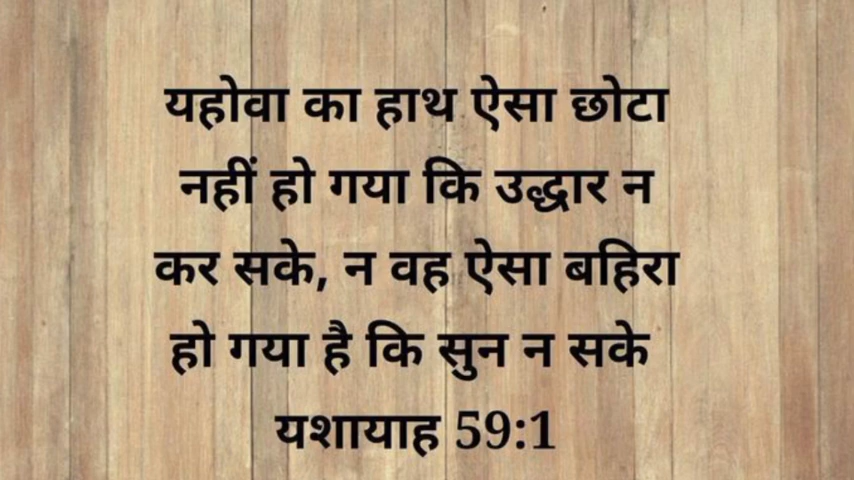 यहोवा का हाथ ऐसा छोटा
नहीं हो गया कि उद्धार न
कर सके, न वह ऐसा बहिरा
हो गया है कि सुन न सके
यशायाह 59:1